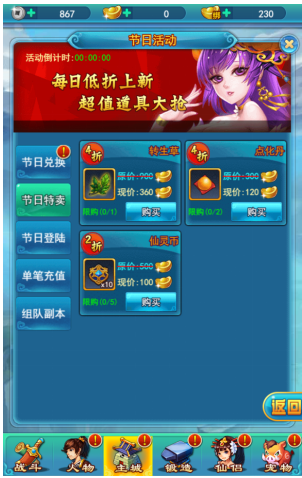 867 0 绑 230
节日活动
活动倒计时:00:00:00
每日低折上新
超值道具大抢
节日兑换
节日特卖
节日登陆
单笔充值
组队副本
4折 转生草
原价:900
现价:360
限购(0/1) 购买
4折 点化丹
原价:300
现价:120
限购(0/2) 购买
2折 仙灵币
x10
原价:500
现价:100
限购(0/5) 购买
返回
战斗 人物 主城 锻造 仙侣 宠物